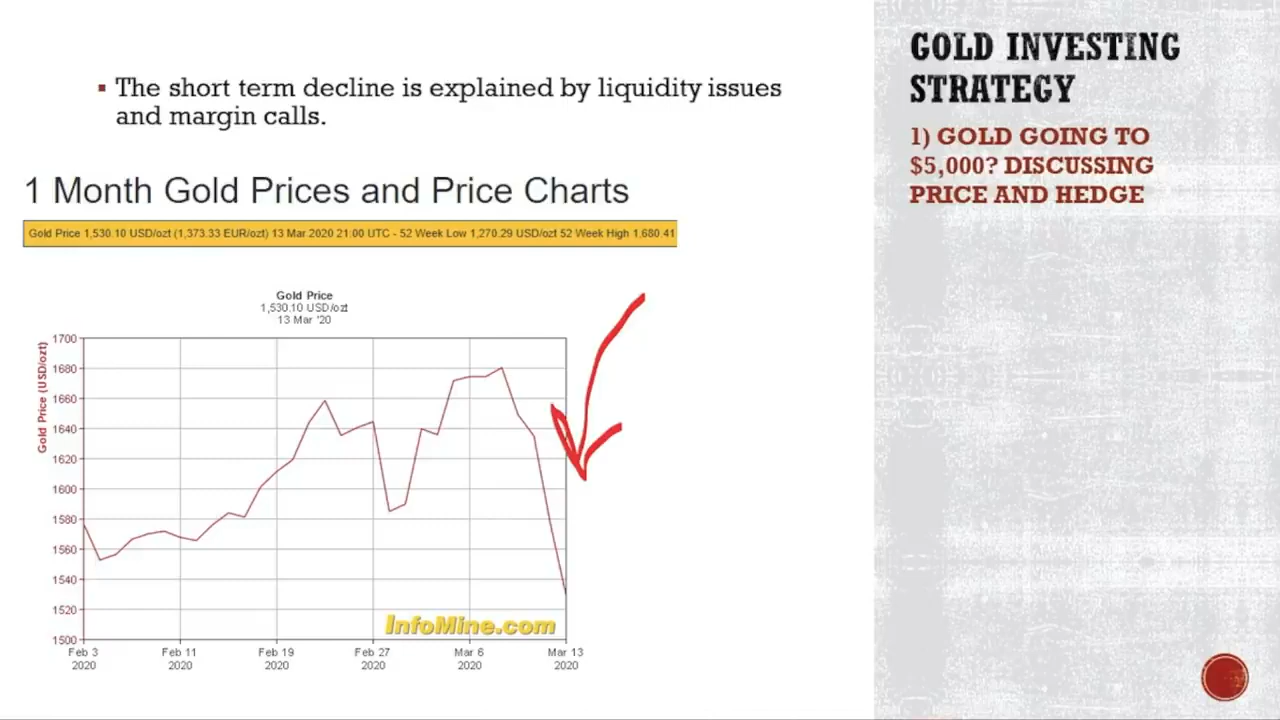 The short term decline is explained by liquidity issues
and margin calls.
GOLD INVESTING
STRATEGY
1) GOLD GOING TO
$5,000? DISCUSSING
PRICE AND HEDGE
1 Month Gold Prices and Price Charts
Gold Price 1,530.10 USD/ozt (1,373.33 EUR/ozt) 13 Mar 2020 21:00 UTC - 52 Week Low 1,270.29 USD/ozt 52 Week High 1,680.41
Gold Price
1,530.10 USD/ozt
13 Mar '20
Gold Price (USD/ozt)
1700
1680
1660
1640
1620
1600
1580
1560
1540
1520
1500
InfoMine.com
Feb 3 Feb 11 Feb 19 Feb 27 Mar 6 Mar 13
2020 2020 2020 2020 2020 2020